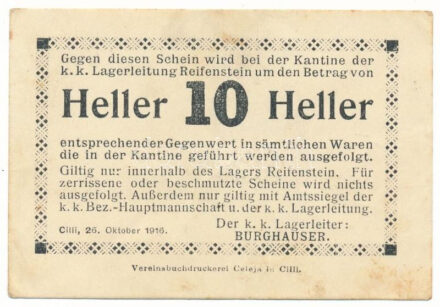 Gegen diesen Schein wird bei der Kantine der
k. k. Lagerleitung Reifenstein um den Betrag von
Heller 10 Heller
entsprechender Gegenwert in sämtlichen Waren
die in der Kantine geführt werden ausgefolgt.
Giltig nur innerhalb des Lagers Reifenstein. Für
zerrissene oder beschmutzte Scheine wird nichts
ausgefolgt. Außerdem nur giltig mit Amtssiegel der
k. k. Bez.-Hauptmannschaft u. der k. k. Lagerleitung.
Cilli, 26. Oktober 1916.
Der k. k. Lagerleiter:
BURGHAUSER.
Vereinsbuchdruckerei Celeja in Cilli.